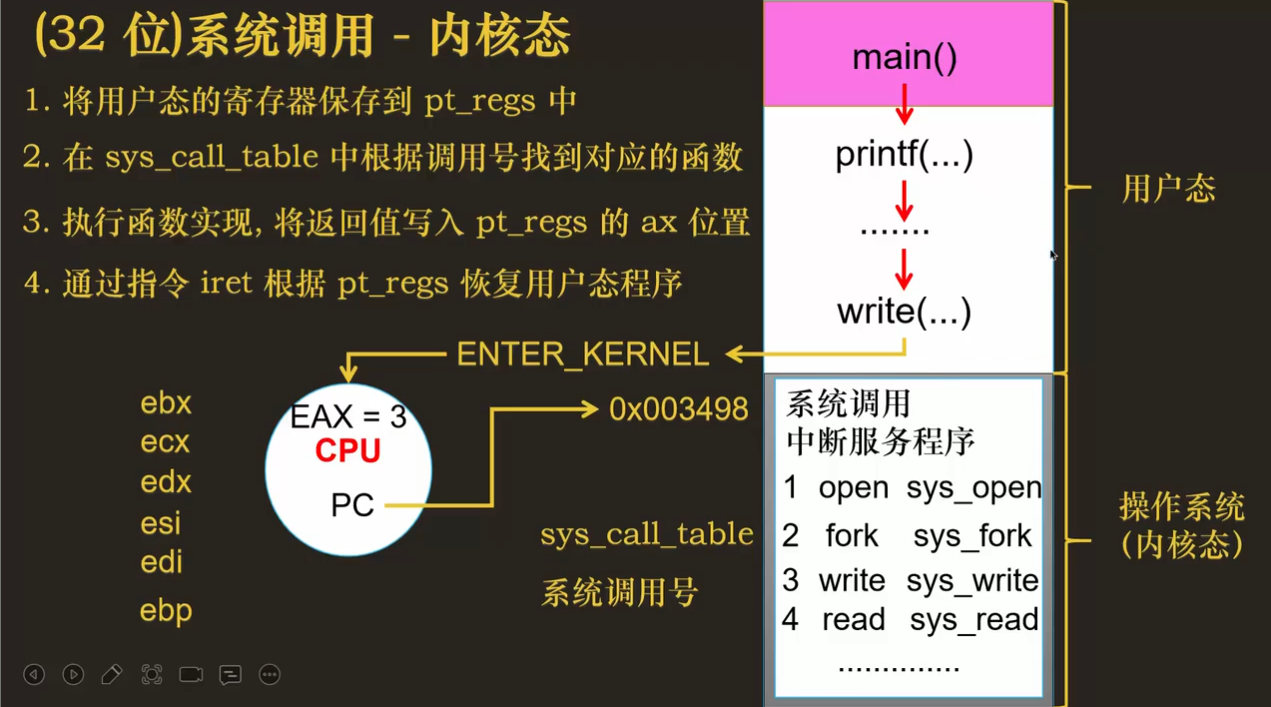 (32 位)系统调用 - 内核态
1. 将用户态的寄存器保存到 pt_regs 中
2. 在 sys_call_table 中根据调用号找到对应的函数
3. 执行函数实现, 将返回值写入 pt_regs 的 ax 位置
4. 通过指令 iret 根据 pt_regs 恢复用户态程序
main()
printf(...)
.......
write(...)
用户态
ENTER_KERNEL
ebx
ecx
edx
esi
edi
ebp
EAX = 3
CPU
PC
0x003498
sys_call_table
系统调用号
系统调用
中断服务程序
1 open sys_open
2 fork sys_fork
3 write sys_write
4 read sys_read
..............
操作系统
(内核态)